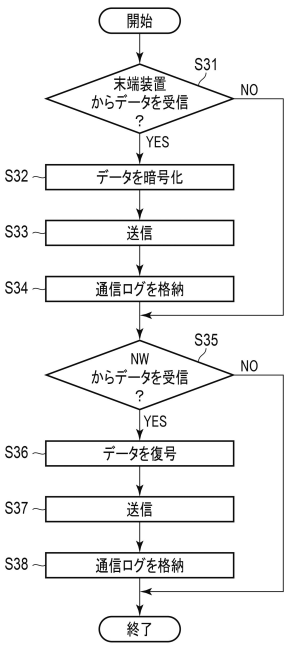 開始
S31
末端装置
からデータを受信
?
NO
YES
S32
データを暗号化
S33
送信
S34
通信ログを格納
S35
NW
からデータを受信
?
NO
YES
S36
データを復号
S37
送信
S38
通信ログを格納
終了